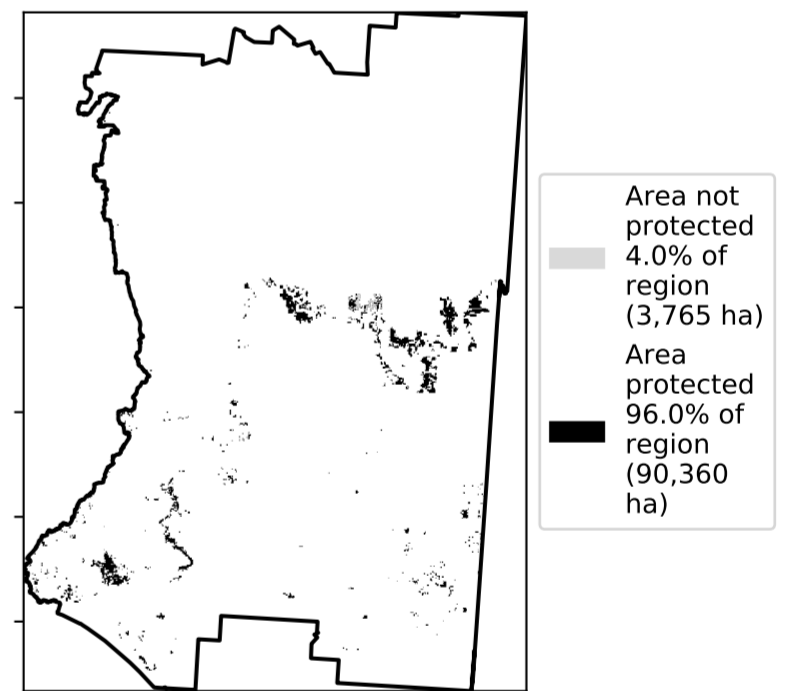 Area not
protected
4.0% of
region
(3,765 ha)
Area
protected
96.0% of
region
(90,360
ha)